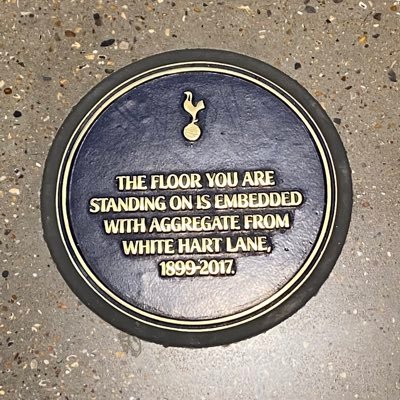 THE FLOOR YOU ARE
STANDING ON IS EMBEDDED
WITH AGGREGATE FROM
WHITE HART LANE,
1899-2017.